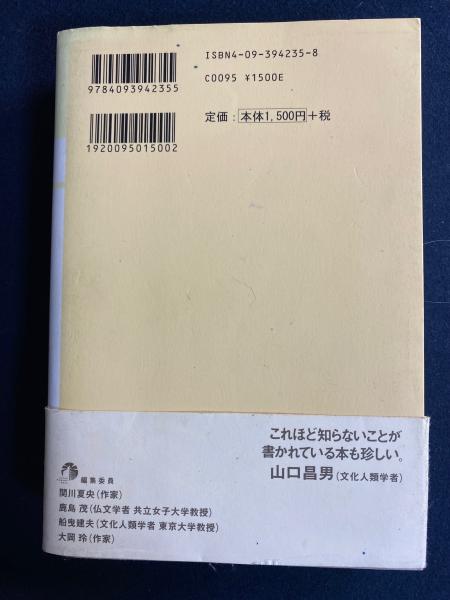 9784093942355
1920095015002
ISBN4-09-394235-8
C0095 ¥1500E
定価：本体1,500円＋税
これほど知らないことが
書かれている本も珍しい。
山口昌男(文化人類学者)
編集委員
関川夏央(作家)
鹿島 茂(仏文学者 共立女子大学教授)
船曳建夫(文化人類学者 東京大学教授)
大岡 玲(作家)